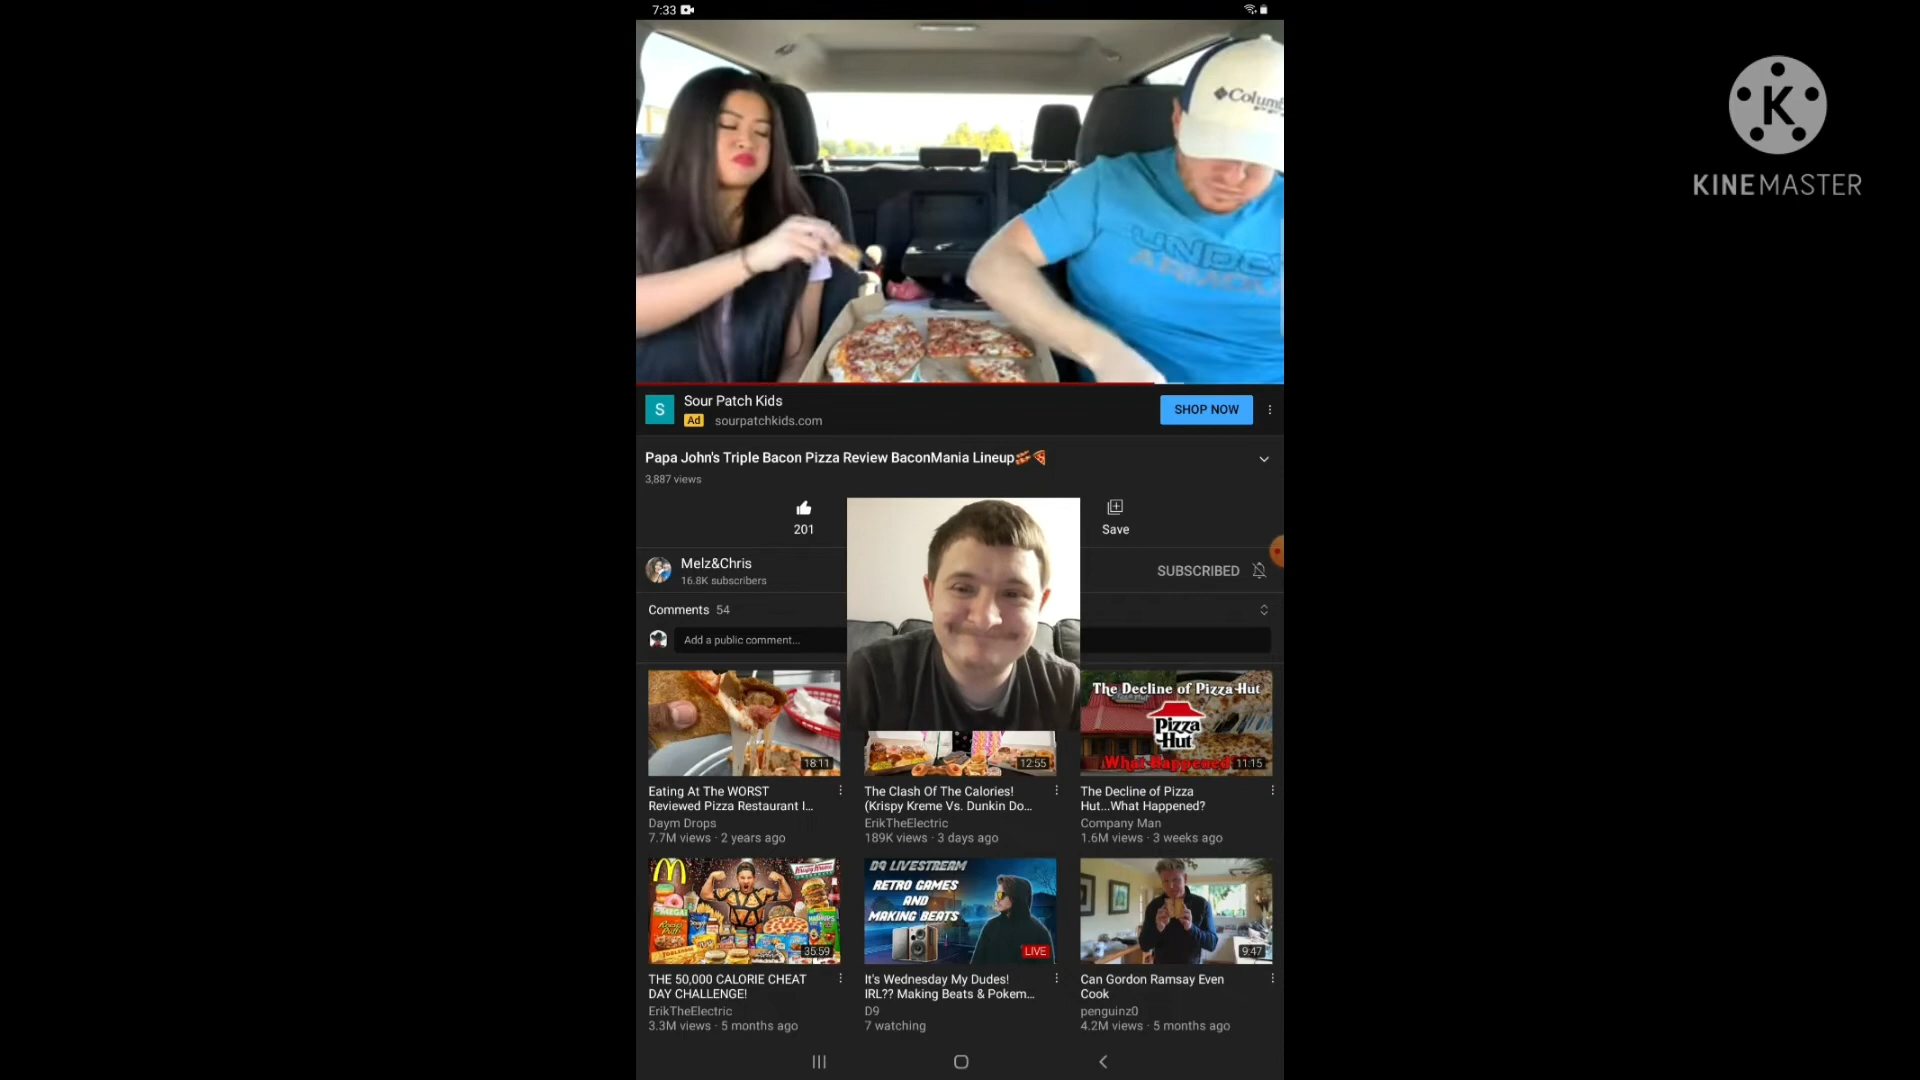 7:33
Columb
UNDE
ARMOU
KINEMASTER
Sour Patch Kids
Ad sourpatchkids.com
SHOP NOW
Papa John's Triple Bacon Pizza Review BaconMania Lineup🥓🍕
3,887 views
201
Save
Melz&Chris
16.8K subscribers
SUBSCRIBED
Comments 54
Add a public comment...
18:11
Eating At The WORST
Reviewed Pizza Restaurant I...
Daym Drops
7.7M views · 2 years ago
12:55
The Clash Of The Calories!
(Krispy Kreme Vs. Dunkin Do...
ErikTheElectric
189K views · 3 days ago
The Decline of Pizza Hut
Pizza
Hut
What Happened
11:15
The Decline of Pizza
Hut...What Happened?
Company Man
1.6M views · 3 weeks ago
35:59
THE 50,000 CALORIE CHEAT
DAY CHALLENGE!
ErikTheElectric
3.3M views · 5 months ago
D9 LIVESTREAM
RETRO GAMES
AND
MAKING BEATS
LIVE
It's Wednesday My Dudes!
IRL?? Making Beats & Pokem...
D9
7 watching
9:47
Can Gordon Ramsay Even
Cook
penguinz0
4.2M views · 5 months ago